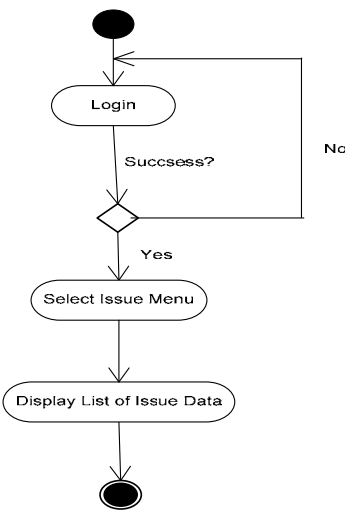 Login
Succsess?
No
Yes
Select Issue Menu
Display List of Issue Data